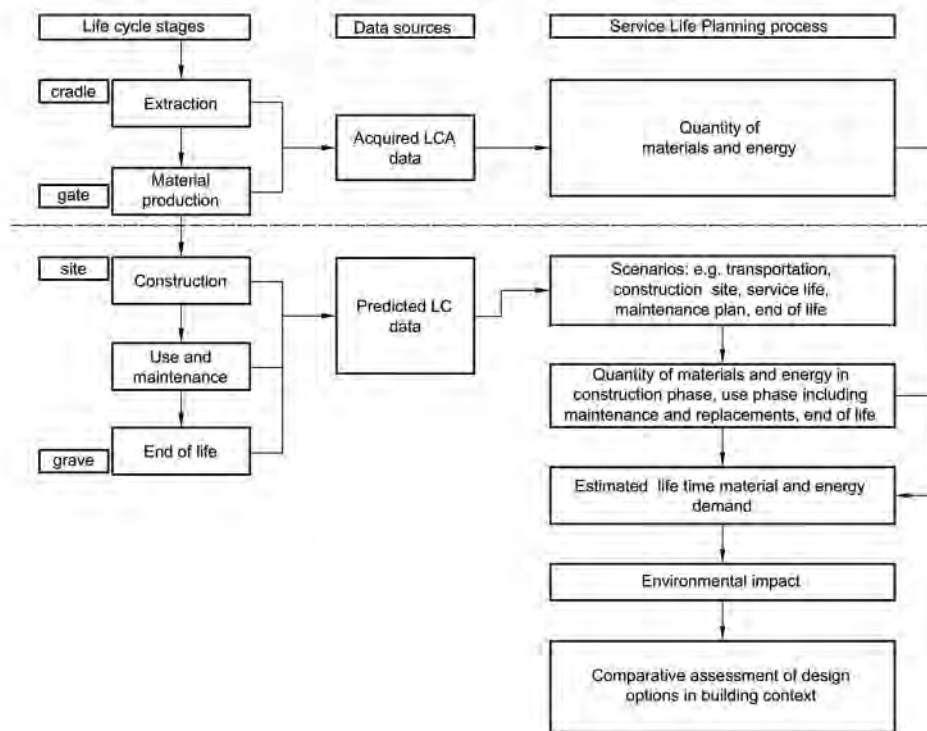 Life cycle stages
Data sources
Service Life Planning process
cradle
Extraction
Acquired LCA
data
Quantity of
materials and energy
gate
Material
production
site
Construction
Predicted LC
data
Scenarios: e.g. transportation,
construction site, service life,
maintenance plan, end of life
Use and
maintenance
Quantity of materials and energy in
construction phase, use phase including
maintenance and replacements, end of life
grave
End of life
Estimated life time material and energy
demand
Environmental impact
Comparative assessment of design
options in building context